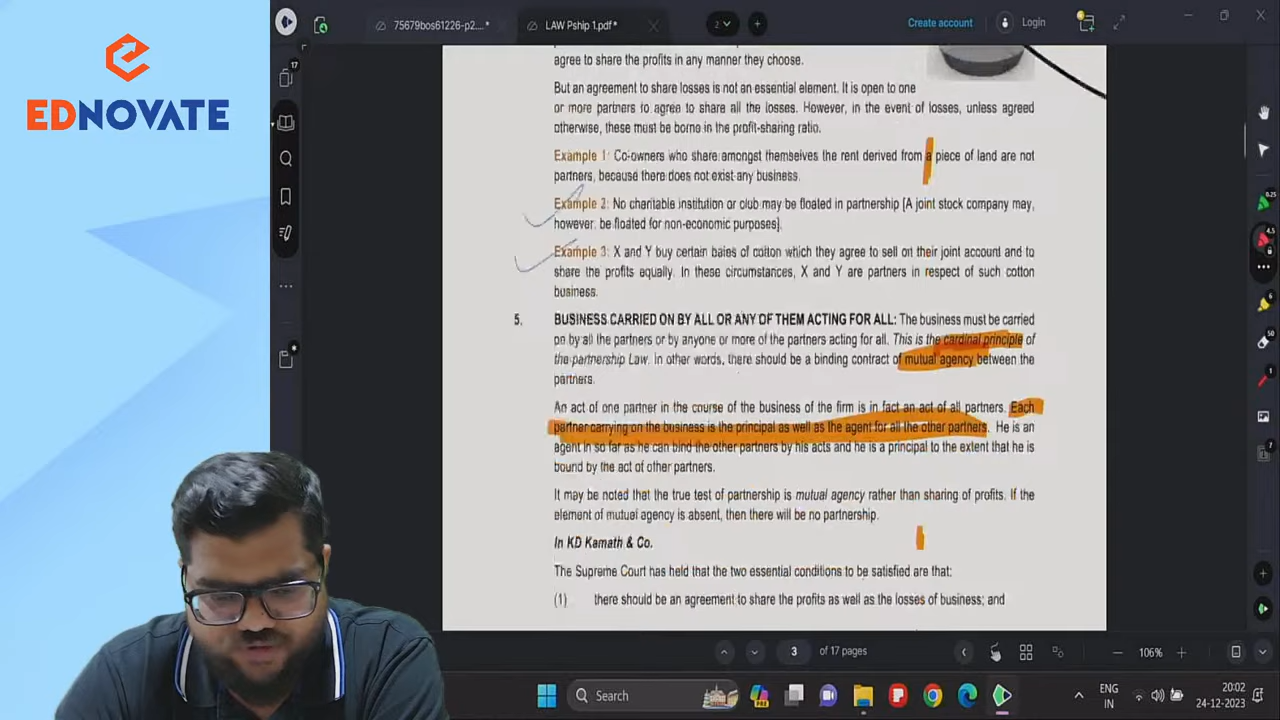 75679bos61226-p2...*
LAW Pship 1.pdf*
2
Create account
Login
EDNOVATE
17
agree to share the profits in any manner they choose.
But an agreement to share losses is not an essential element. It is open to one
or more partners to agree to share all the losses. However, in the event of losses, unless agreed
otherwise, these must be borne in the profit-sharing ratio.
Example 1: Co-owners who share amongst themselves the rent derived from a piece of land are not
partners, because there does not exist any business.
Example 2: No charitable institution or club may be floated in partnership [A joint stock company may,
however, be floated for non-economic purposes].
Example 3: X and Y buy certain bales of cotton which they agree to sell on their joint account and to
share the profits equally. In these circumstances, X and Y are partners in respect of such cotton
business.
5. BUSINESS CARRIED ON BY ALL OR ANY OF THEM ACTING FOR ALL: The business must be carried
on by all the partners or by anyone or more of the partners acting for all. This is the cardinal principle of
the partnership Law. In other words, there should be a binding contract of mutual agency between the
partners.
An act of one partner in the course of the business of the firm is in fact an act of all partners. Each
partner carrying on the business is the principal as well as the agent for all the other partners. He is an
agent in so far as he can bind the other partners by his acts and he is a principal to the extent that he is
bound by the act of other partners.
It may be noted that the true test of partnership is mutual agency rather than sharing of profits. If the
element of mutual agency is absent, then there will be no partnership.
In KD Kamath & Co.
The Supreme Court has held that the two essential conditions to be satisfied are that:
(1) there should be an agreement to share the profits as well as the losses of business; and
3 of 17 pages
106%
Search
ENG
IN
20:02
24-12-2023